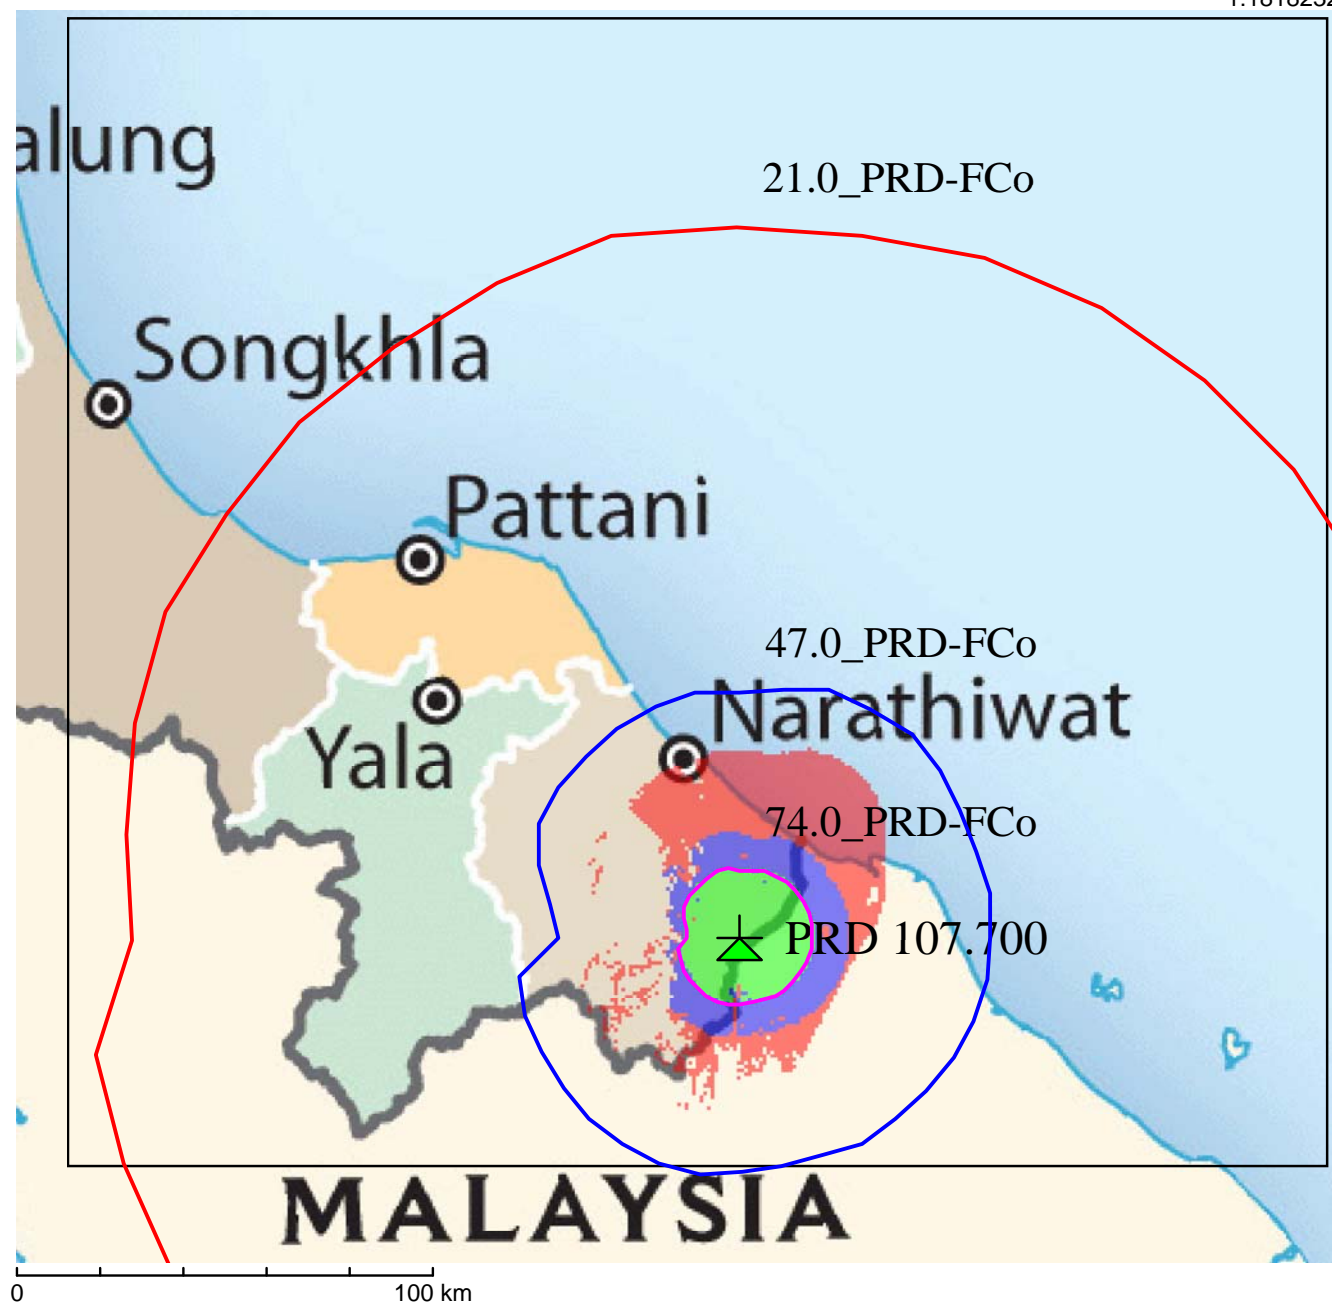 alung
21.0_PRD-FCo
Songkhla
Pattani
47.0_PRD-FCo
Narathiwat
Yala
74.0_PRD-FCo
PRD 107.700
MALAYSIA
0 100 km